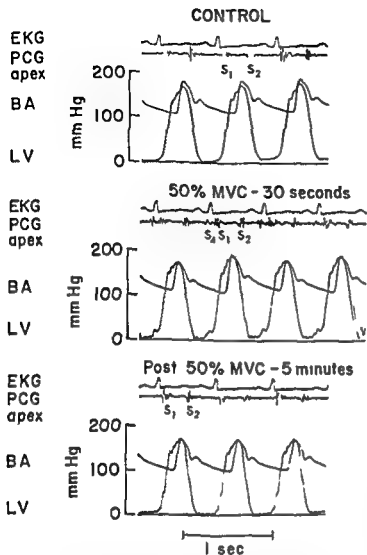 CONTROL
EKG
PCG
apex
S1 S2
200
BA
100
mm Hg
LV
0
50% MVC - 30 seconds
EKG
PCG
apex
S4 S1 S2
200
BA
100
mm Hg
LV
0
Post 50% MVC - 5 minutes
EKG
PCG
apex
S1 S2
200
BA
100
mm Hg
LV
0
1 sec